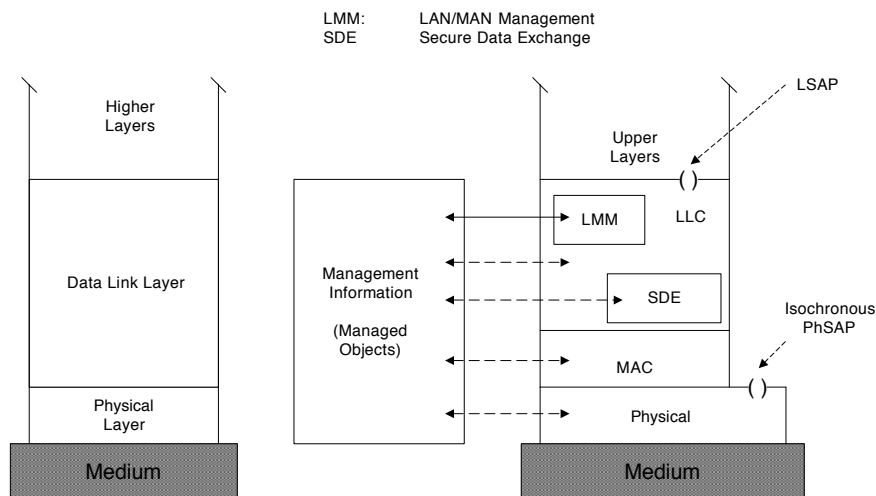 LMM: LAN/MAN Management
SDE Secure Data Exchange
Higher
Layers
Data Link Layer
Physical
Layer
Medium
Management
Information
(Managed
Objects)
LSAP
Upper
Layers
( )
LMM
LLC
SDE
Isochronous
PhSAP
MAC
( )
Physical
Medium